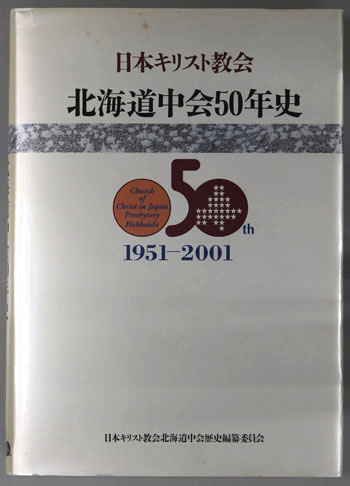 日本キリスト教会
北海道中会50年史
Church
of
Christ in Japan
Presbytery
Hokkaido
50th
1951-2001
日本キリスト教会北海道中会歴史編纂委員会